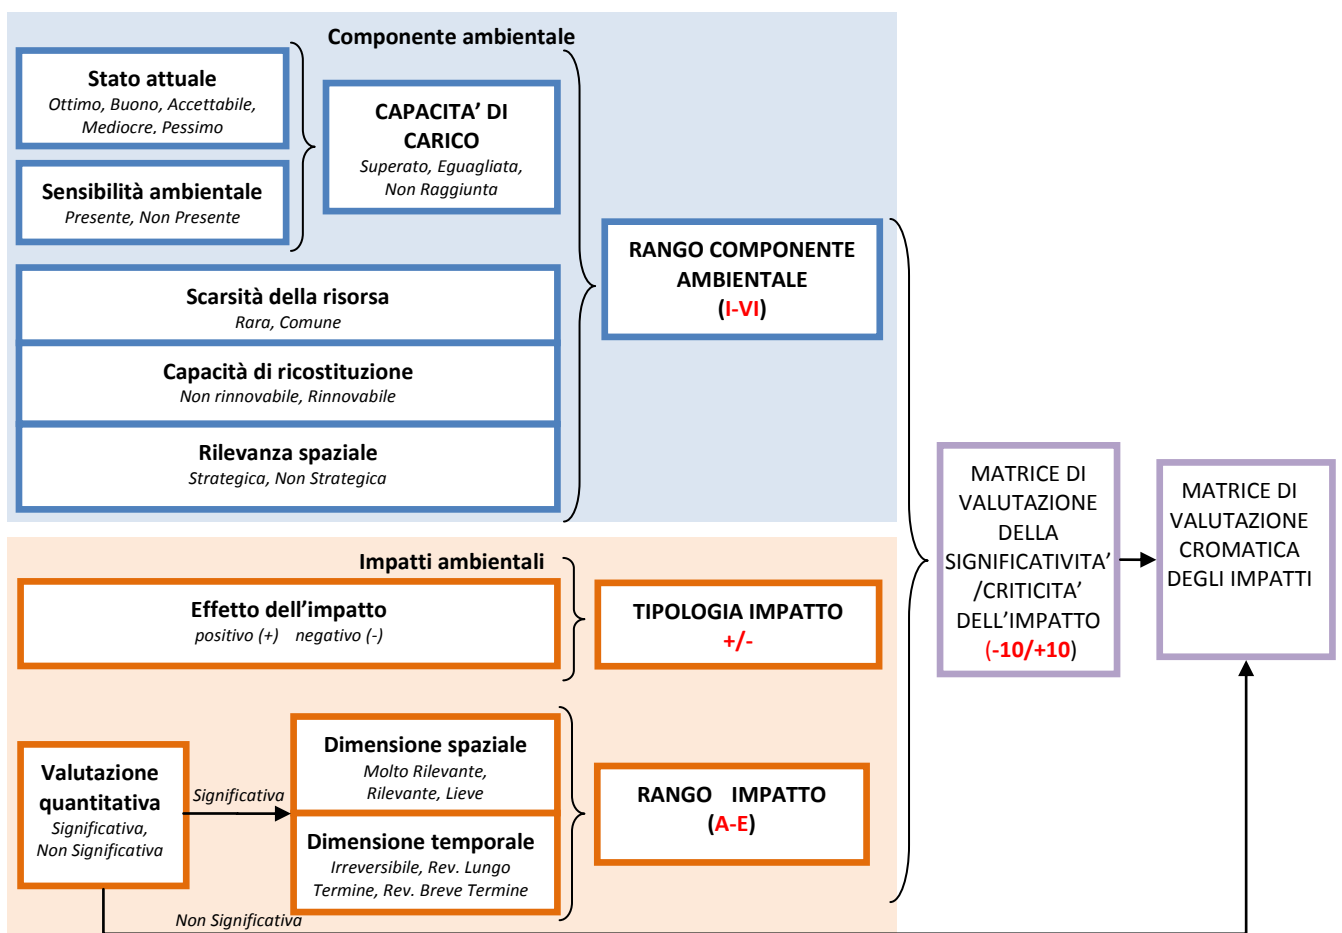 Componente ambientale
Stato attuale
Ottimo, Buono, Accettabile,
Mediocre, Pessimo
Sensibilità ambientale
Presente, Non Presente
CAPACITA’ DI
CARICO
Superato, Eguagliata,
Non Raggiunta
Scarsità della risorsa
Rara, Comune
Capacità di ricostituzione
Non rinnovabile, Rinnovabile
Rilevanza spaziale
Strategica, Non Strategica
RANGO COMPONENTE
AMBIENTALE
(I-VI)
Impatti ambientali
Effetto dell’impatto
positivo (+) negativo (-)
TIPOLOGIA IMPATTO
+/-
Valutazione
quantitativa
Significativa,
Non Significativa
Significativa
Non Significativa
Dimensione spaziale
Molto Rilevante,
Rilevante, Lieve
Dimensione temporale
Irreversibile, Rev. Lungo
Termine, Rev. Breve Termine
RANGO IMPATTO
(A-E)
MATRICE DI
VALUTAZIONE
DELLA
SIGNIFICATIVITA’
/CRITICITA’
DELL’IMPATTO
(-10/+10)
MATRICE DI
VALUTAZIONE
CROMATICA
DEGLI IMPATTI